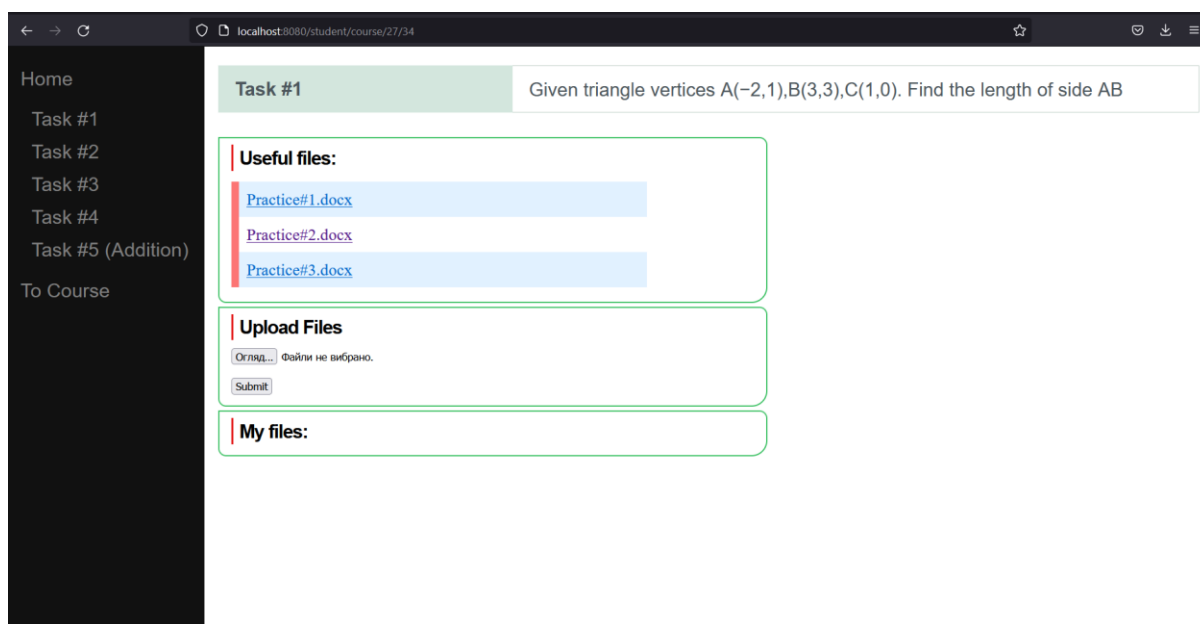 localhost:8080/student/course/27/34
Home
Task #1
Task #2
Task #3
Task #4
Task #5 (Addition)
To Course
Task #1
Given triangle vertices A(−2,1),B(3,3),C(1,0). Find the length of side AB
Useful files:
Practice#1.docx
Practice#2.docx
Practice#3.docx
Upload Files
Огляд... Файли не вибрано.
Submit
My files: